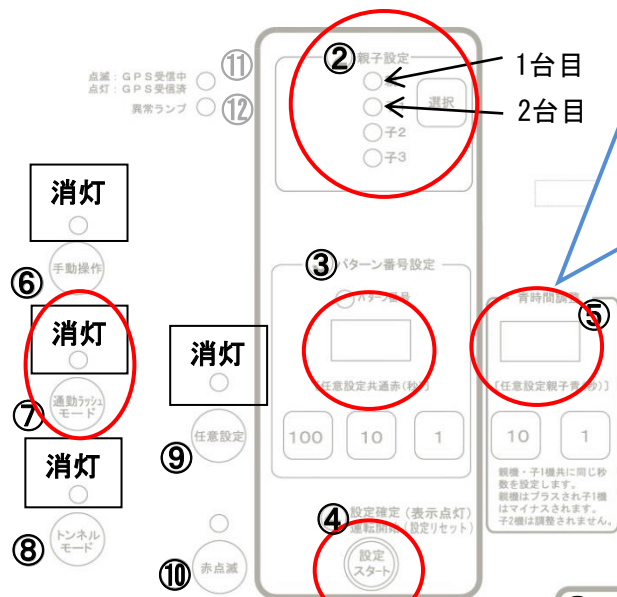 ② 親子設定
⑪
点滅：GPS受信中
点灯：GPS受信済
異常ランプ ⑫
1台目
選択
2台目
子2
子3
消灯
手動操作
⑥
③ パターン番号設定
パターン番号
青時間調整
⑤
消灯
消灯
[任意設定共通赤(秒)]
[任意設定親子青(秒)]
通勤ラッシュ
モード
⑦
任意設定
⑨
100 10 1
10 1
消灯
親機・子1機共に同じ秒
数を設定します。
親機はプラスされ子1機
はマイナスされます。
子2機は調整されません。
④ 設定確定（表示点灯）
運転開始（設定リセット）
トンネル
モード
⑧
赤点滅
⑩
設定
スタート